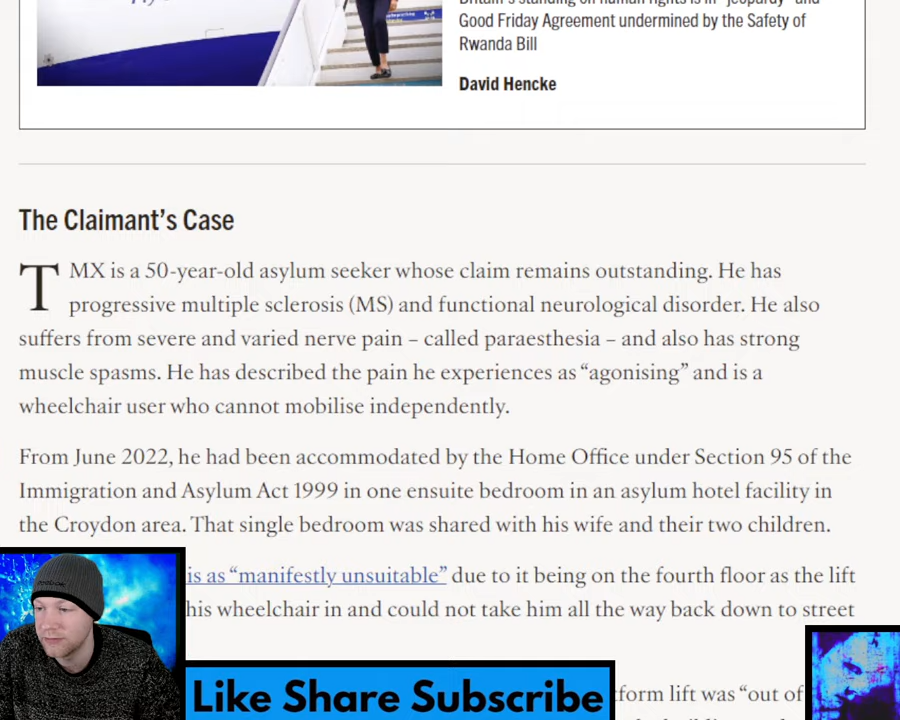 Good Friday Agreement undermined by the Safety of
Rwanda Bill
David Hencke
The Claimant’s Case
TMX is a 50-year-old asylum seeker whose claim remains outstanding. He has
progressive multiple sclerosis (MS) and functional neurological disorder. He also
suffers from severe and varied nerve pain – called paraesthesia – and also has strong
muscle spasms. He has described the pain he experiences as “agonising” and is a
wheelchair user who cannot mobilise independently.
From June 2022, he had been accommodated by the Home Office under Section 95 of the
Immigration and Asylum Act 1999 in one ensuite bedroom in an asylum hotel facility in
the Croydon area. That single bedroom was shared with his wife and their two children.
is as “manifestly unsuitable” due to it being on the fourth floor as the lift
his wheelchair in and could not take him all the way back down to street
Like Share Subscribe
lift was “out of